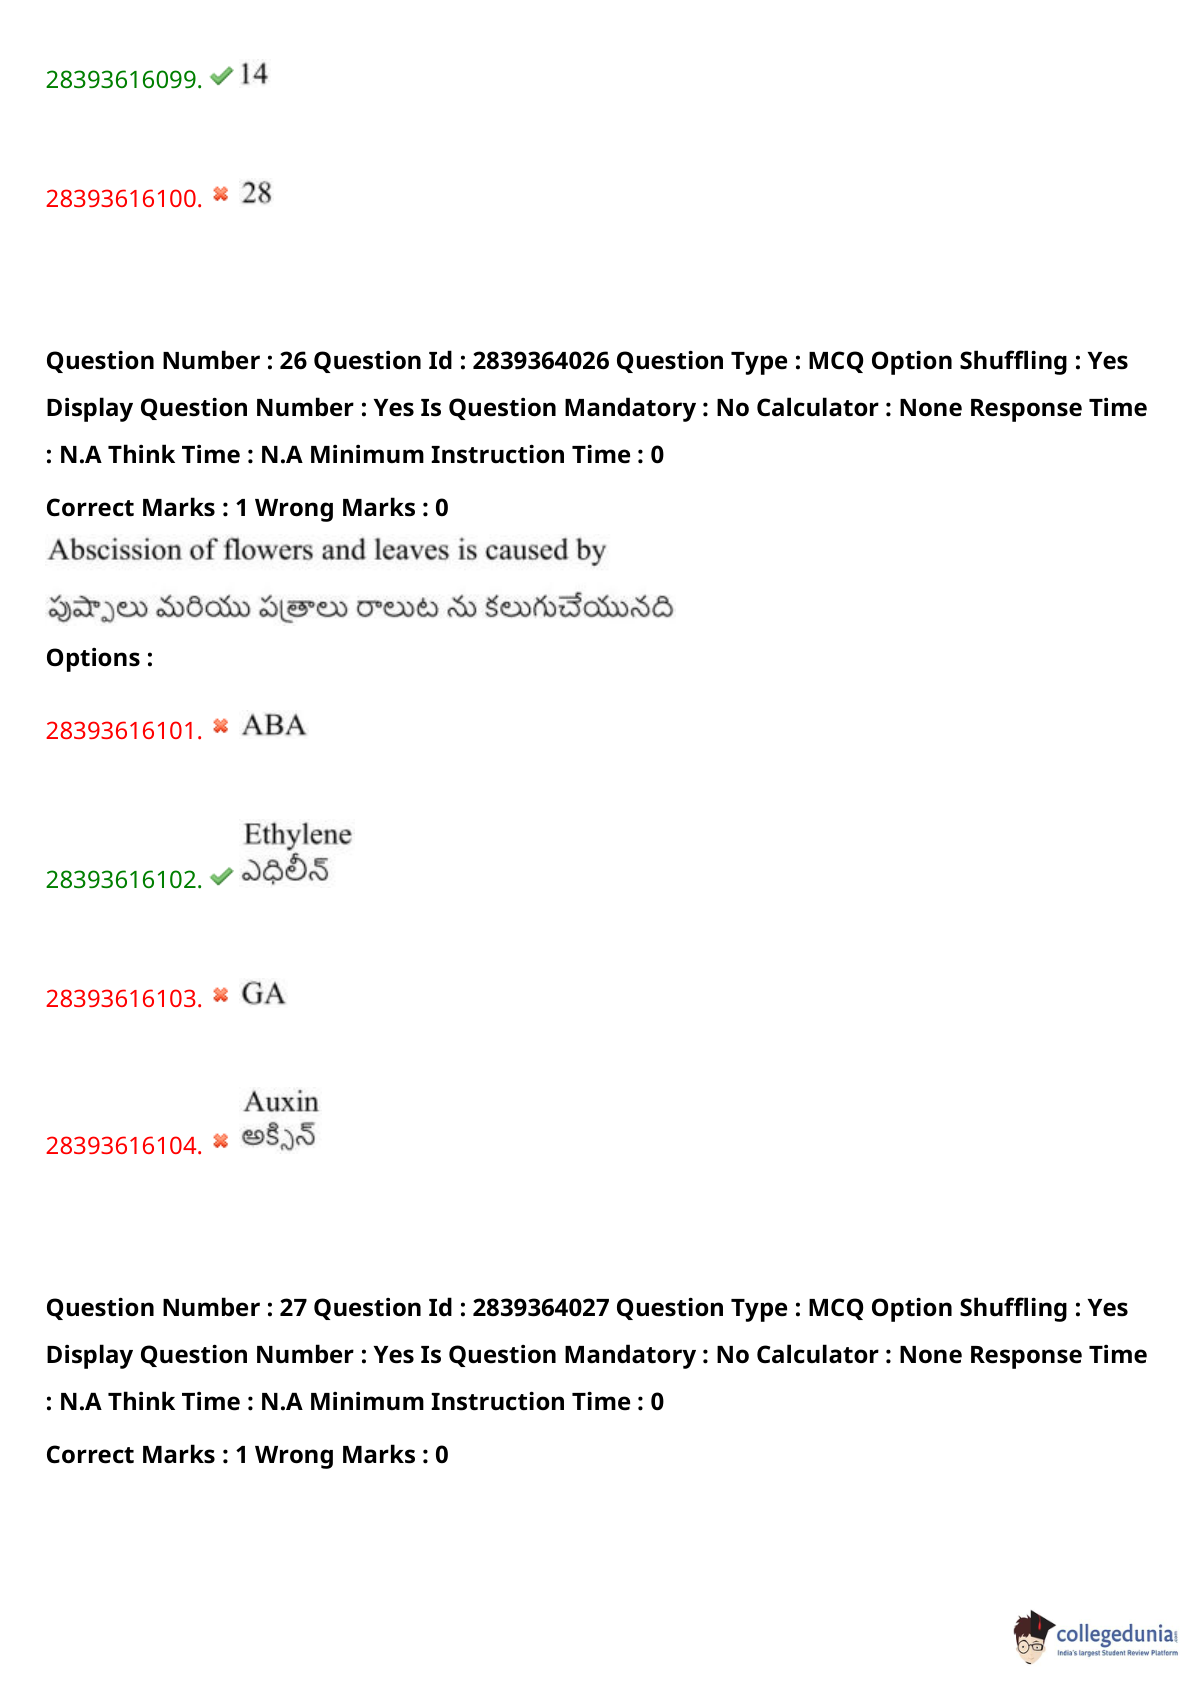 28393616099. 14
28393616100. 28
Question Number : 26 Question Id : 2839364026 Question Type : MCQ Option Shuffling : Yes
Display Question Number : Yes Is Question Mandatory : No Calculator : None Response Time
: N.A Think Time : N.A Minimum Instruction Time : 0
Correct Marks : 1 Wrong Marks : 0
Abscission of flowers and leaves is caused by
పుష్పాలు మరియు పత్రాలు రాలుట ను కలుగుచేయునది
Options :
28393616101. ABA
Ethylene
28393616102. ఎధిలీన్
28393616103. GA
Auxin
28393616104. అక్సిన్
Question Number : 27 Question Id : 2839364027 Question Type : MCQ Option Shuffling : Yes
Display Question Number : Yes Is Question Mandatory : No Calculator : None Response Time
: N.A Think Time : N.A Minimum Instruction Time : 0
Correct Marks : 1 Wrong Marks : 0
collegedunia
India's largest Student Review Platform